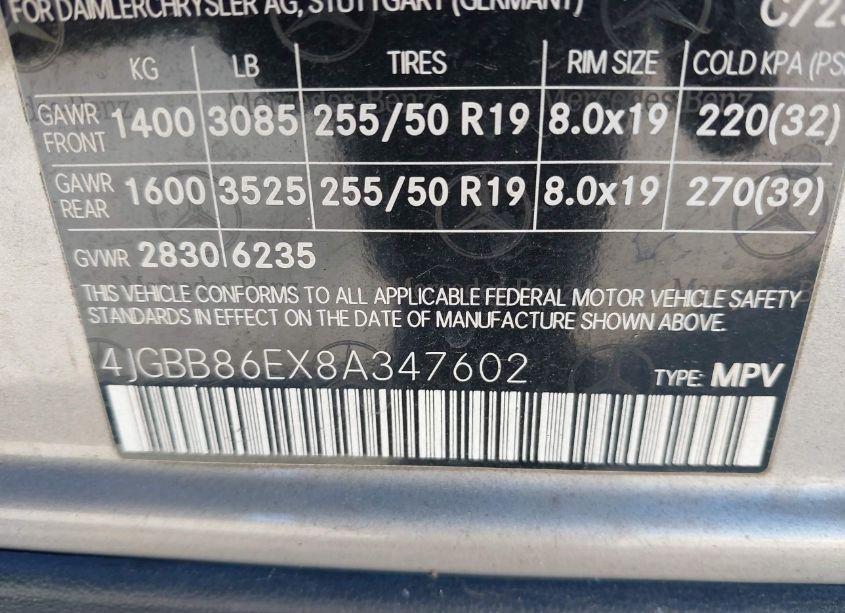 FOR DAIMLERCHRYSLER AG, STUTTGART (GERMANY)
KG LB TIRES RIM SIZE COLD KPA (PS
GAWR FRONT 1400 3085 255/50 R19 8.0x19 220(32)
GAWR REAR 1600 3525 255/50 R19 8.0x19 270(39)
GVWR 2830 6235
THIS VEHICLE CONFORMS TO ALL APPLICABLE FEDERAL MOTOR VEHICLE SAFETY
STANDARDS IN EFFECT ON THE DATE OF MANUFACTURE SHOWN ABOVE.
4JGBB86EX8A347602 TYPE: MPV